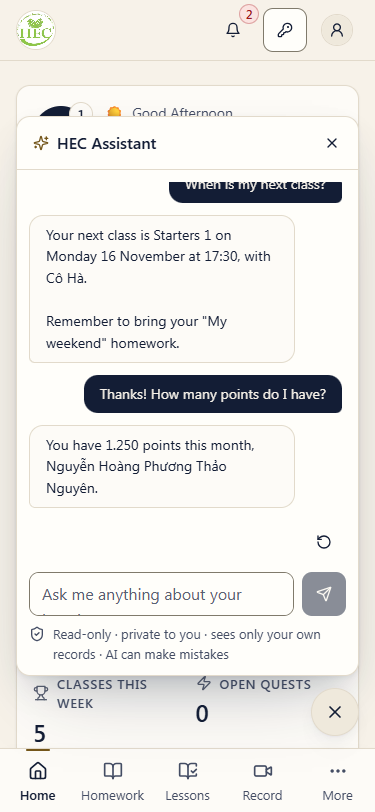 HEC
2
1
Good Afternoon
HEC Assistant
When is my next class?
Your next class is Starters 1 on
Monday 16 November at 17:30, with
Cô Hà.
Remember to bring your "My
weekend" homework.
Thanks! How many points do I have?
You have 1.250 points this month,
Nguyễn Hoàng Phương Thảo
Nguyên.
Ask me anything about your
Read-only · private to you · sees only your own
records · AI can make mistakes
CLASSES THIS
WEEK
5
OPEN QUESTS
0
Home
Homework
Lessons
Record
More